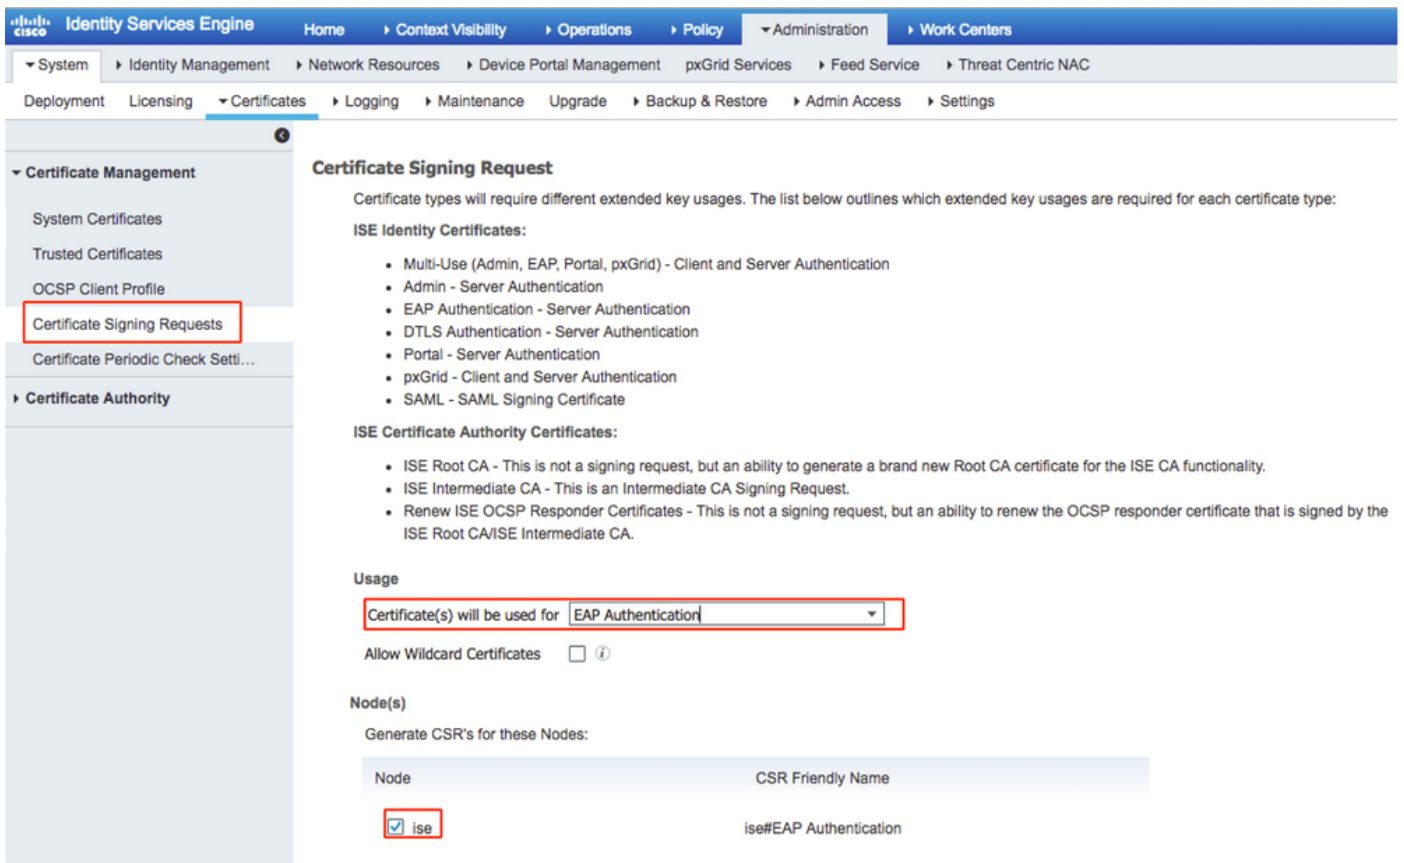 cisco Identity Services Engine Home Context Visibility Operations Policy Administration Work Centers
System Identity Management Network Resources Device Portal Management pxGrid Services Feed Service Threat Centric NAC
Deployment Licensing Certificates Logging Maintenance Upgrade Backup & Restore Admin Access Settings
Certificate Management
System Certificates
Trusted Certificates
OCSP Client Profile
Certificate Signing Requests
Certificate Periodic Check Setti...
Certificate Authority
Certificate Signing Request
Certificate types will require different extended key usages. The list below outlines which extended key usages are required for each certificate type:
ISE Identity Certificates:
• Multi-Use (Admin, EAP, Portal, pxGrid) - Client and Server Authentication
• Admin - Server Authentication
• EAP Authentication - Server Authentication
• DTLS Authentication - Server Authentication
• Portal - Server Authentication
• pxGrid - Client and Server Authentication
• SAML - SAML Signing Certificate
ISE Certificate Authority Certificates:
• ISE Root CA - This is not a signing request, but an ability to generate a brand new Root CA certificate for the ISE CA functionality.
• ISE Intermediate CA - This is an Intermediate CA Signing Request.
• Renew ISE OCSP Responder Certificates - This is not a signing request, but an ability to renew the OCSP responder certificate that is signed by the
ISE Root CA/ISE Intermediate CA.
Usage
Certificate(s) will be used for EAP Authentication
Allow Wildcard Certificates i
Node(s)
Generate CSR's for these Nodes:
Node CSR Friendly Name
ise ise#EAP Authentication